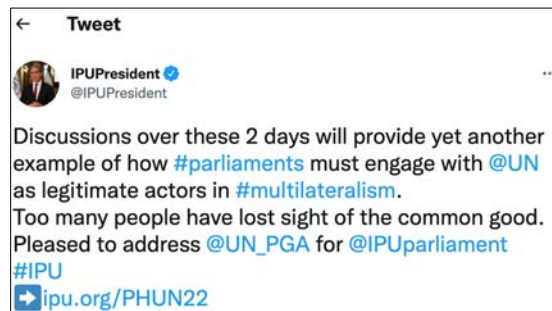 ← Tweet
IPUPresident
@IPUPresident
Discussions over these 2 days will provide yet another
example of how #parliaments must engage with @UN
as legitimate actors in #multilateralism.
Too many people have lost sight of the common good.
Pleased to address @UN_PGA for @IPUparliament
#IPU
➡ipu.org/PHUN22